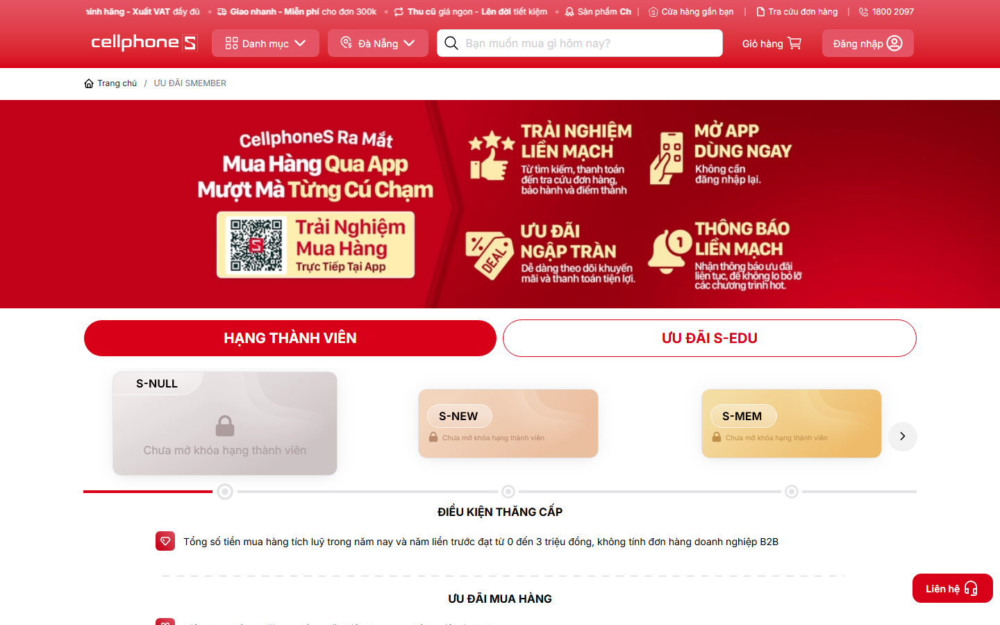 hính hãng - Xuất VAT đầy đủ • Giao nhanh - Miễn phí cho đơn 300k • Thu cũ giá ngon - Lên đời tiết kiệm • Sản phẩm Ch | Cửa hàng gần bạn | Tra cứu đơn hàng | 1800 2097
cellphoneS
Danh mục
Đà Nẵng
Bạn muốn mua gì hôm nay?
Giỏ hàng
Đăng nhập
Trang chủ / ƯU ĐÃI SMEMBER
CellphoneS Ra Mắt
Mua Hàng Qua App
Mượt Mà Từng Cú Chạm
Trải Nghiệm
Mua Hàng
Trực Tiếp Tại App
TRẢI NGHIỆM
LIỀN MẠCH
Từ tìm kiếm, thanh toán
đến tra cứu đơn hàng,
bảo hành và điểm thành
MỞ APP
DÙNG NGAY
Không cần
đăng nhập lại.
DEAL
ƯU ĐÃI
NGẬP TRÀN
Dễ dàng theo dõi khuyến
mãi và thanh toán tiện lợi.
1
THÔNG BÁO
LIỀN MẠCH
Nhận thông báo ưu đãi
liên tục, để không lo bỏ lỡ
các chương trình hot.
HẠNG THÀNH VIÊN
ƯU ĐÃI S-EDU
S-NULL
Chưa mở khóa hạng thành viên
S-NEW
Chưa mở khóa hạng thành viên
S-MEM
Chưa mở khóa hạng thành viên
ĐIỀU KIỆN THĂNG CẤP
Tổng số tiền mua hàng tích luỹ trong năm nay và năm liền trước đạt từ 0 đến 3 triệu đồng, không tính đơn hàng doanh nghiệp B2B
Liên hệ
ƯU ĐÃI MUA HÀNG